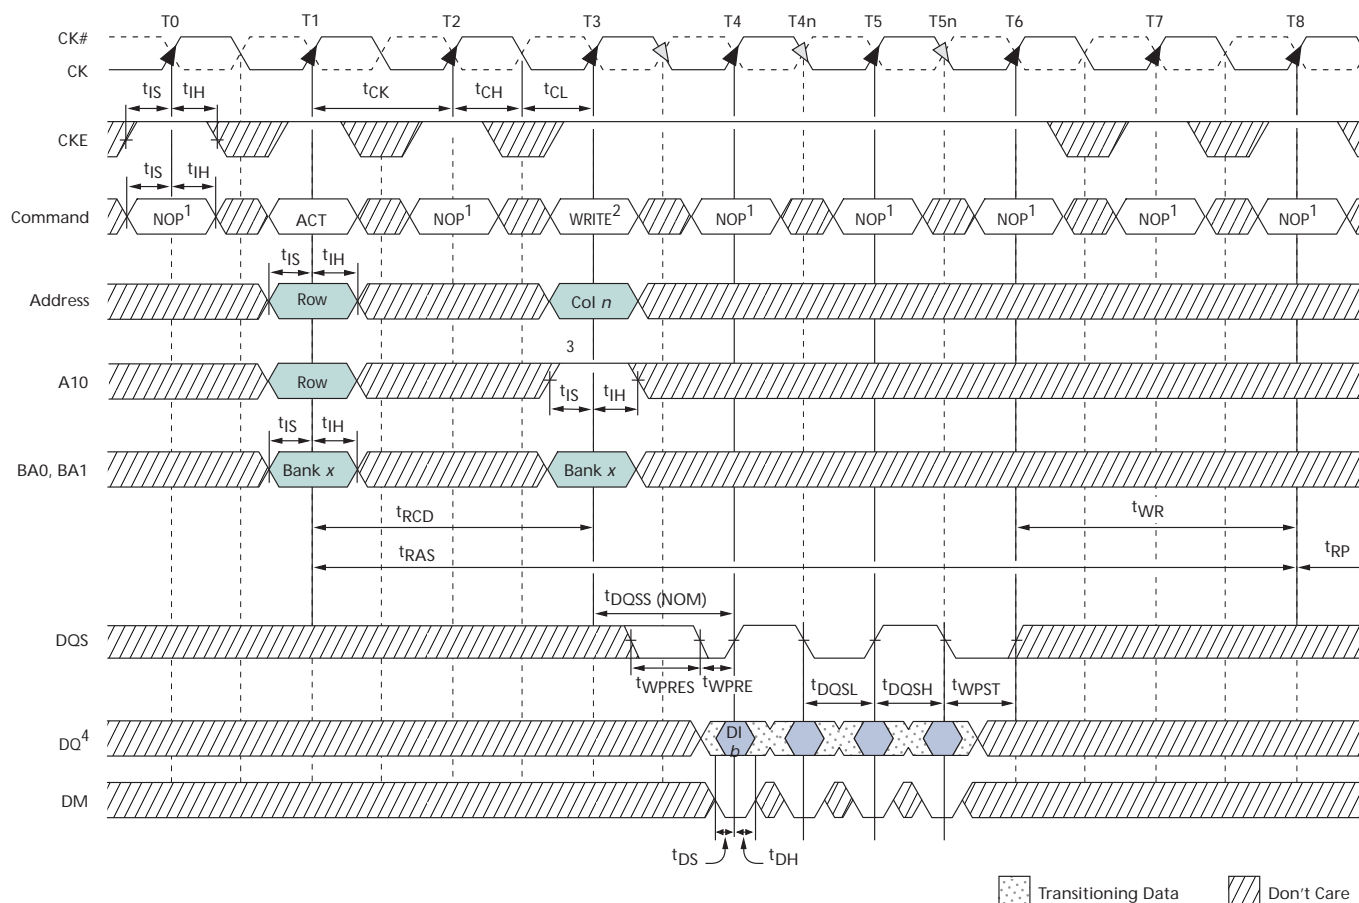 T0 T1 T2 T3 T4 T4n T5 T5n T6 T7 T8
CK#
CK
tIS tIH tCK tCH tCL
CKE
tIS tIH
Command NOP1 ACT NOP1 WRITE2 NOP1 NOP1 NOP1 NOP1 NOP1
tIS tIH
Address Row Col n
3
A10 Row
tIS tIH
tIS tIH
BA0, BA1 Bank x Bank x
tRCD tWR
tRAS tRP
tDQSS (NOM)
DQS
tWPRES tWPRE tDQSL tDQSH tWPST
DQ4 DI
b
DM
tDS tDH
Transitioning Data Don't Care